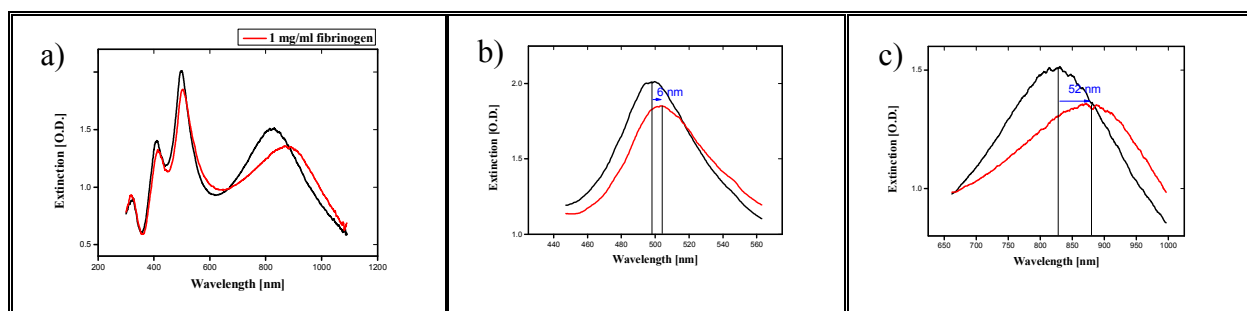 a)
1 mg/ml fibrinogen
Extinction [O.D.]
1.5
1.0
0.5
200
400
600
800
1000
1200
Wavelength [nm]
b)
Extinction [O.D.]
2.0
1.5
1.0
6 nm
440
460
480
500
520
540
560
Wavelength [nm]
c)
Extinction [O.D.]
1.5
1.0
52 nm
650
700
750
800
850
900
950
1000
Wavelength [nm]